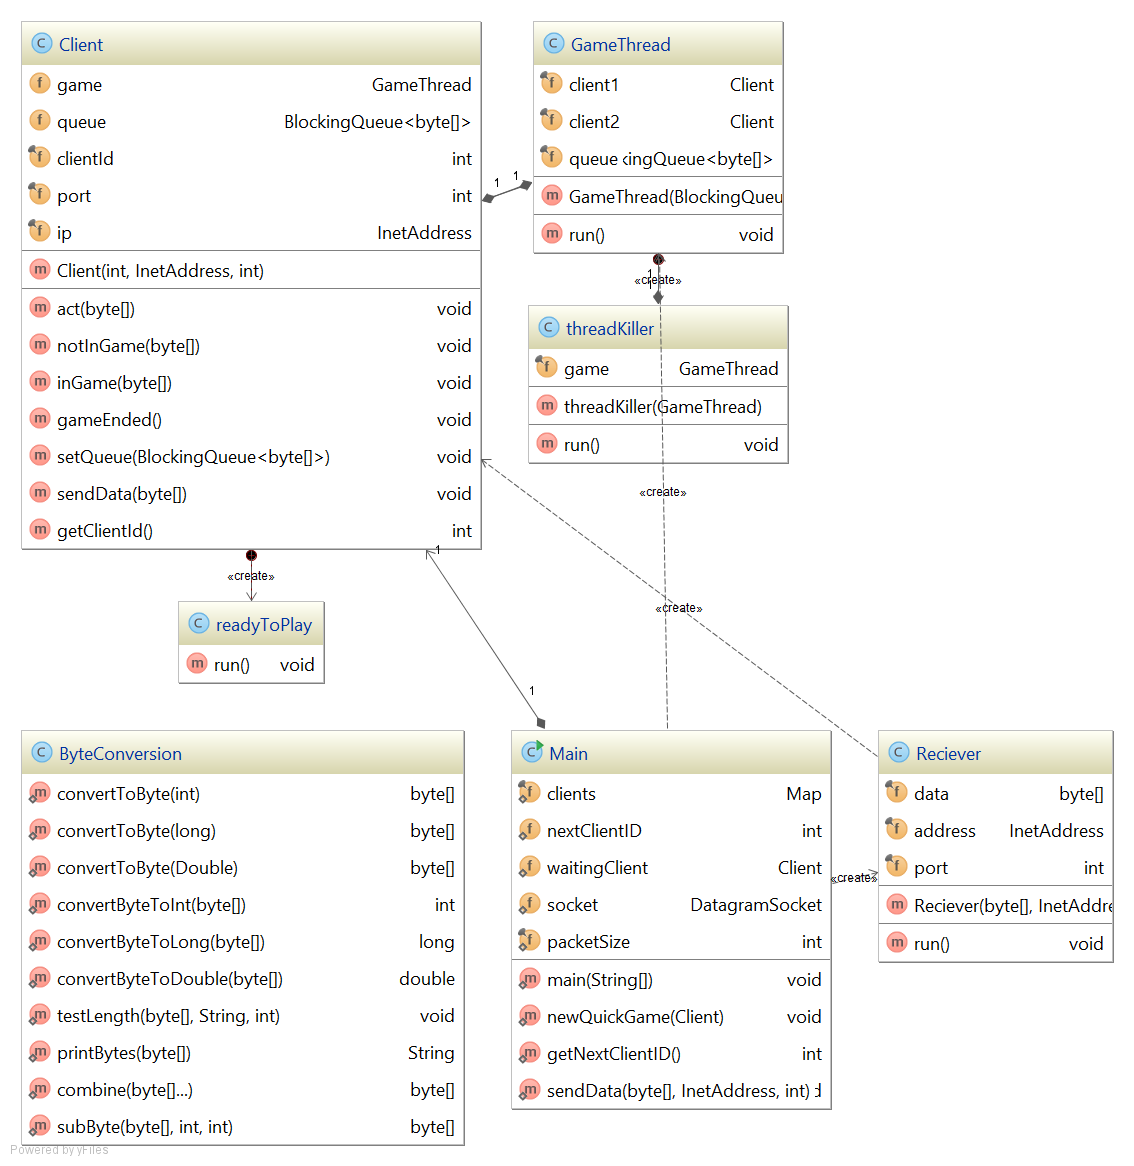 Client
game GameThread
queue BlockingQueue<byte[]>
clientId int
port int
ip InetAddress
Client(int, InetAddress, int)
act(byte[]) void
notInGame(byte[]) void
inGame(byte[]) void
gameEnded() void
setQueue(BlockingQueue<byte[]>) void
sendData(byte[]) void
getClientId() int
1 1
GameThread
client1 Client
client2 Client
queue kingQueue<byte[]>
GameThread(BlockingQueu
run() void
«create»
1
threadKiller
game GameThread
threadKiller(GameThread)
run() void
«create»
1
«create»
readyToPlay
run() void
«create»
1
ByteConversion
convertToByte(int) byte[]
convertToByte(long) byte[]
convertToByte(Double) byte[]
convertByteToInt(byte[]) int
convertByteToLong(byte[]) long
convertByteToDouble(byte[]) double
testLength(byte[], String, int) void
printBytes(byte[]) String
combine(byte[]...) byte[]
subByte(byte[], int, int) byte[]
Main
clients Map
nextClientID int
waitingClient Client
socket DatagramSocket
packetSize int
main(String[]) void
newQuickGame(Client) void
getNextClientID() int
sendData(byte[], InetAddress, int) d
«create»
Reciever
data byte[]
address InetAddress
port int
Reciever(byte[], InetAddre
run() void
Powered by yFiles